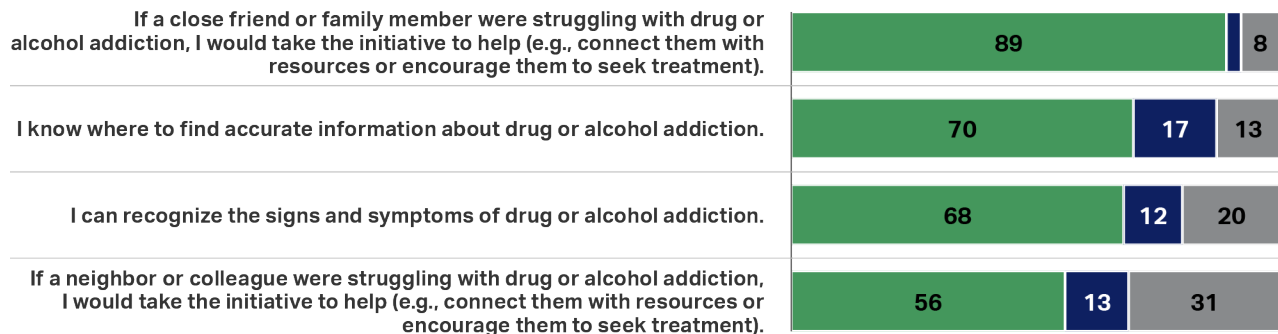 If a close friend or family member were struggling with drug or
alcohol addiction, I would take the initiative to help (e.g., connect them with
resources or encourage them to seek treatment).
89
8
I know where to find accurate information about drug or alcohol addiction.
70
17
13
I can recognize the signs and symptoms of drug or alcohol addiction.
68
12
20
If a neighbor or colleague were struggling with drug or alcohol addiction,
I would take the initiative to help (e.g., connect them with resources or
encourage them to seek treatment).
56
13
31